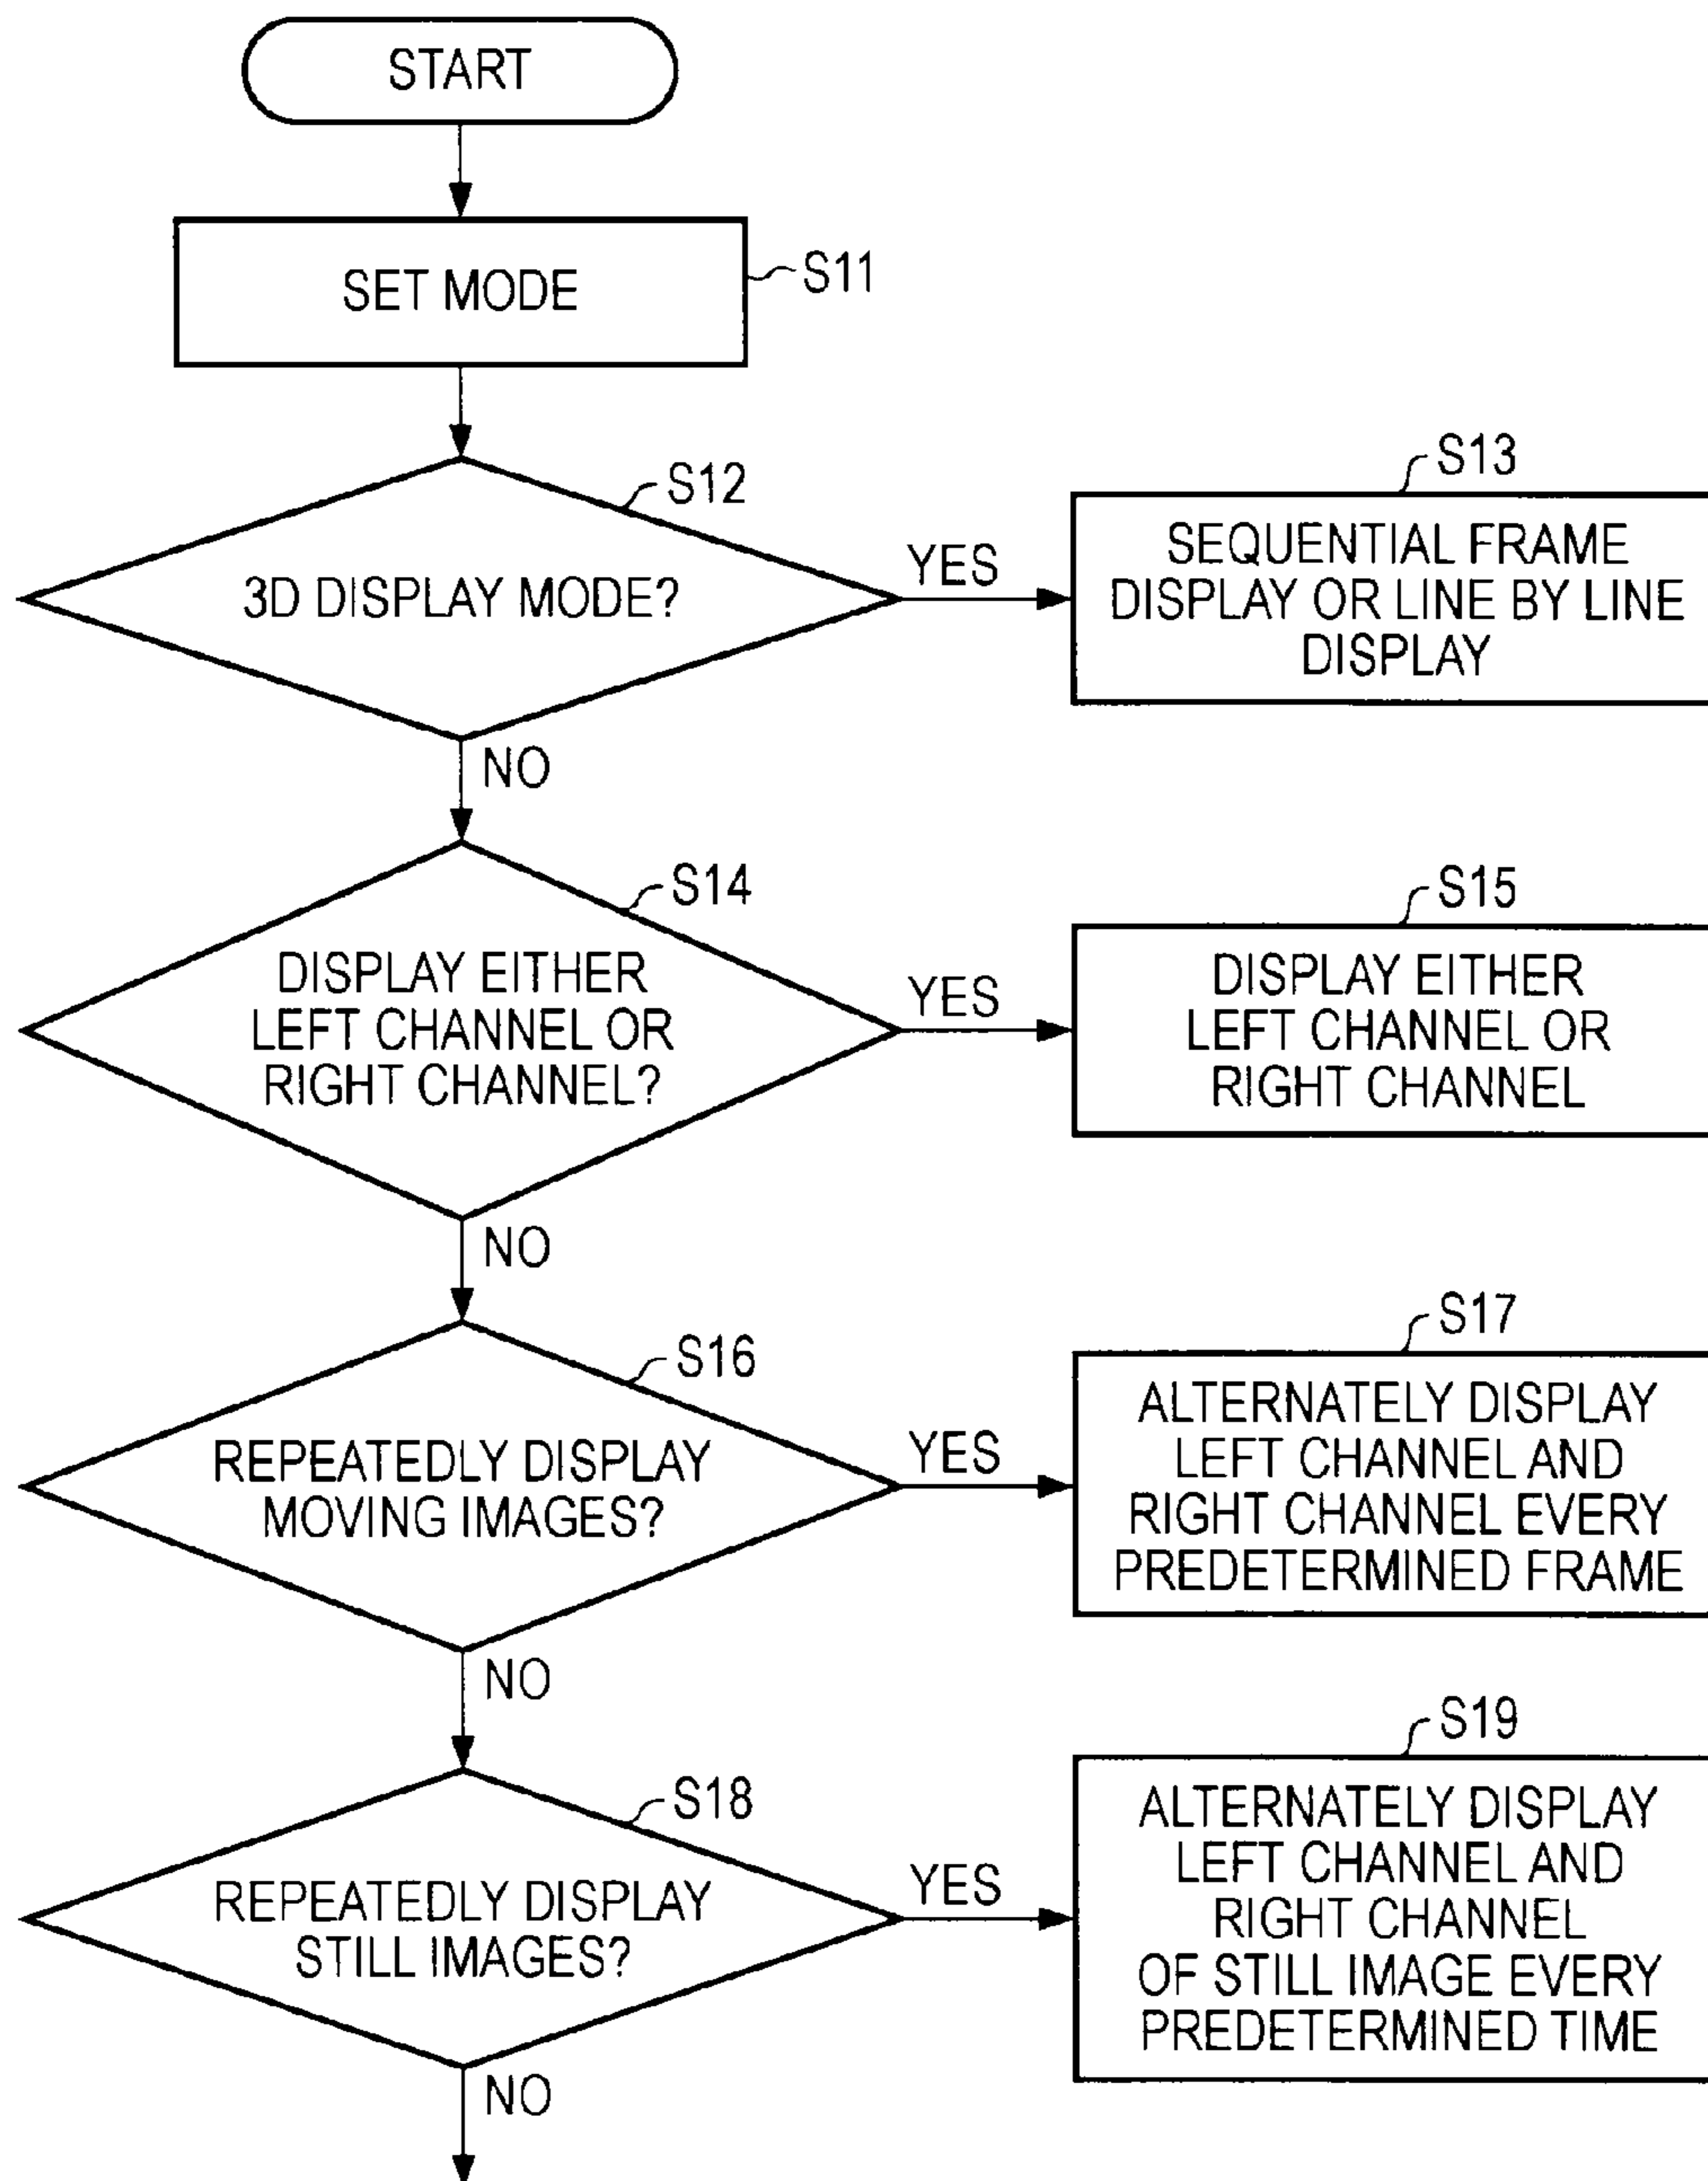 START
SET MODE
S11
S12
3D DISPLAY MODE?
YES
S13
SEQUENTIAL FRAME
DISPLAY OR LINE BY LINE
DISPLAY
NO
S14
DISPLAY EITHER
LEFT CHANNEL OR
RIGHT CHANNEL?
YES
S15
DISPLAY EITHER
LEFT CHANNEL OR
RIGHT CHANNEL
NO
S16
REPEATEDLY DISPLAY
MOVING IMAGES?
YES
S17
ALTERNATELY DISPLAY
LEFT CHANNEL AND
RIGHT CHANNEL EVERY
PREDETERMINED FRAME
NO
S18
REPEATEDLY DISPLAY
STILL IMAGES?
YES
S19
ALTERNATELY DISPLAY
LEFT CHANNEL AND
RIGHT CHANNEL
OF STILL IMAGE EVERY
PREDETERMINED TIME
NO